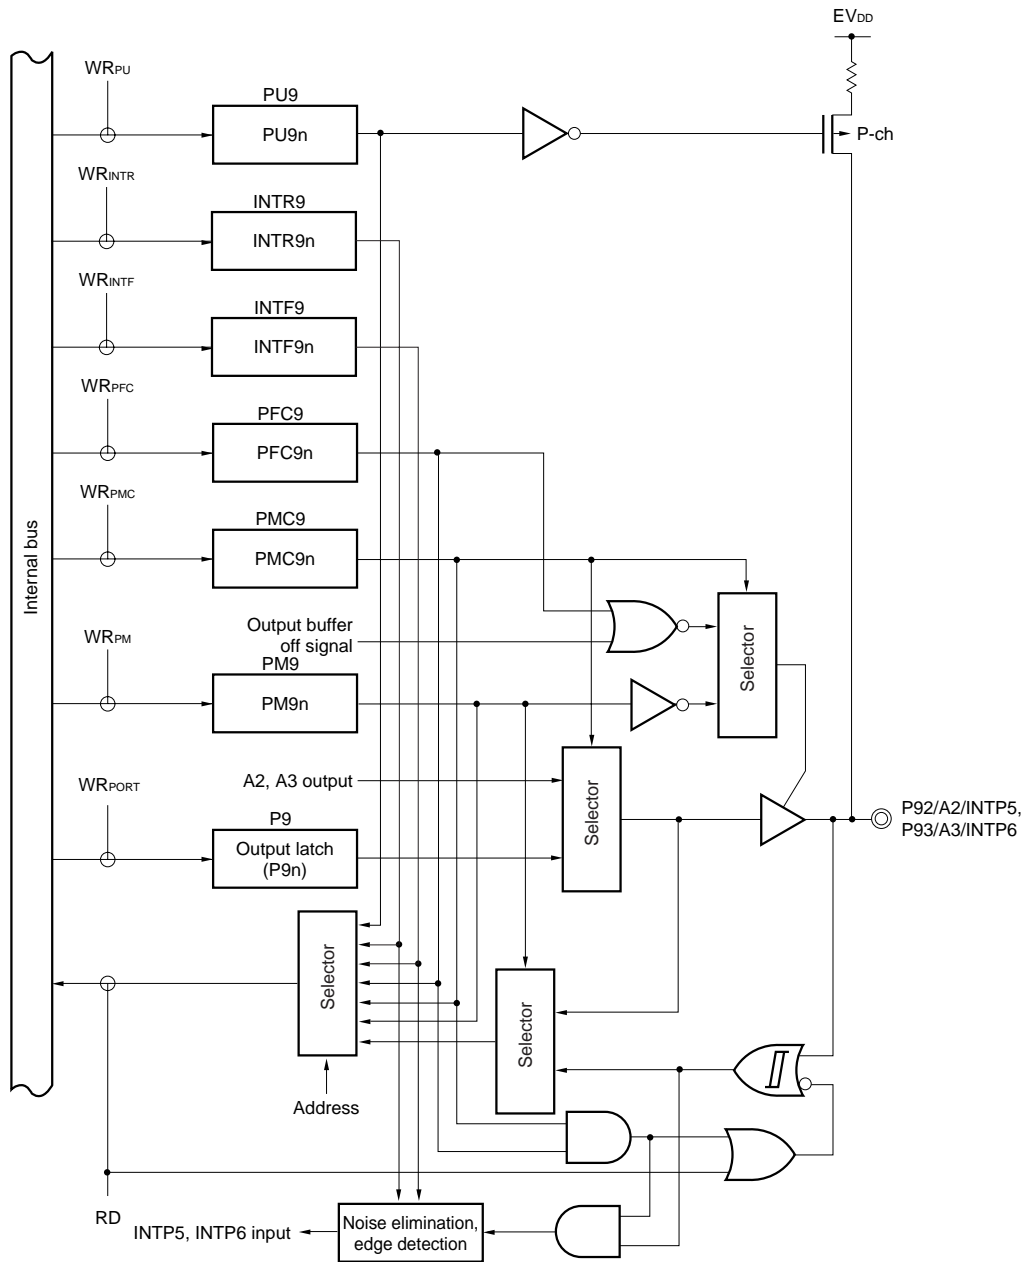 EVDD
WRPU
PU9
PU9n
P-ch
WRINTR
INTR9
INTR9n
WRINTF
INTF9
INTF9n
WRPFC
PFC9
PFC9n
WRPMC
PMC9
PMC9n
Internal bus
Output buffer
off signal
Selector
WRPM
PM9
PM9n
A2, A3 output
Selector
WRPORT
P9
Output latch
(P9n)
P92/A2/INTP5,
P93/A3/INTP6
Selector
Selector
Address
RD
INTP5, INTP6 input
Noise elimination,
edge detection